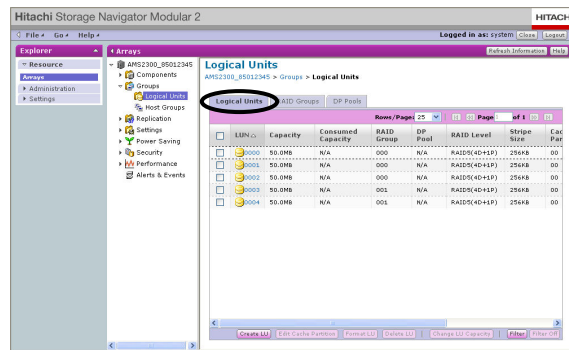 Hitachi Storage Navigator Modular 2
HITACH
File Go Help
Logged in as: system Close Logout
Explorer
Arrays
Refresh Information Help
Resource
Arrays
Administration
Settings
AMS2300_85012345
Components
Groups
Logical Units
Host Groups
Replication
Settings
Power Saving
Security
Performance
Alerts & Events
Logical Units
AMS2300_85012345 > Groups > Logical Units
Logical Units RAID Groups DP Pools
Rows/Page: 25 Page 1 of 1
LUN Capacity Consumed Capacity RAID Group DP Pool RAID Level Stripe Size Cac Par
0000 50.0MB N/A 000 N/A RAID5(4D+1P) 256KB 00
0001 50.0MB N/A 000 N/A RAID5(4D+1P) 256KB 00
0002 50.0MB N/A 000 N/A RAID5(4D+1P) 256KB 00
0003 50.0MB N/A 001 N/A RAID5(4D+1P) 256KB 00
0004 50.0MB N/A 001 N/A RAID5(4D+1P) 256KB 00
Create LU Edit Cache Partition Format LU Delete LU | Change LU Capacity | Filter Filter Off